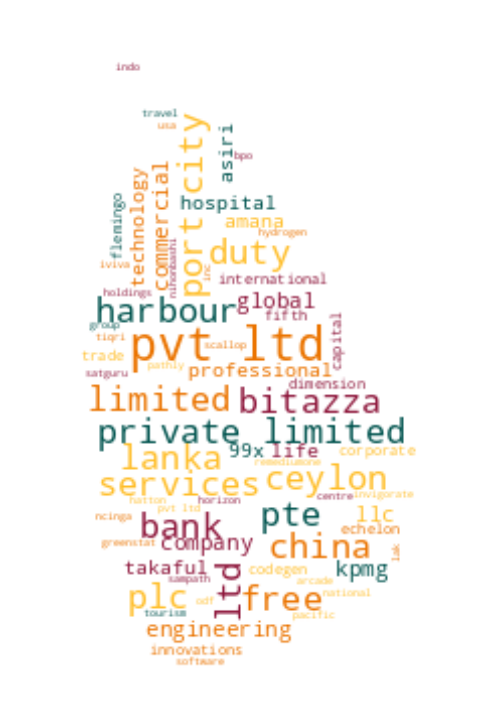 indo
travel
usa
port city
asiri
bpo
technology
commercial
hospital
flemingo
amana
hydrogen
duty
nihonbashi
iviva
inc
international
holdings
harbour
global
fifth
group
capital
pvt ltd
tiqri
scallop
trade
pathly
professional
satguru
dimension
limited
bitazza
private limited
99x
life
corporate
lanka
remediumone
services
ceylon
hatton
horizon
centre
invigorate
pvt ltd
pte
llc
ncinga
bank
echelon
greenstat
company
china
lak
takaful
sampath
codegen
kpmg
arcade
ltd
plc
odf
free
national
tourism
pacific
engineering
innovations
software